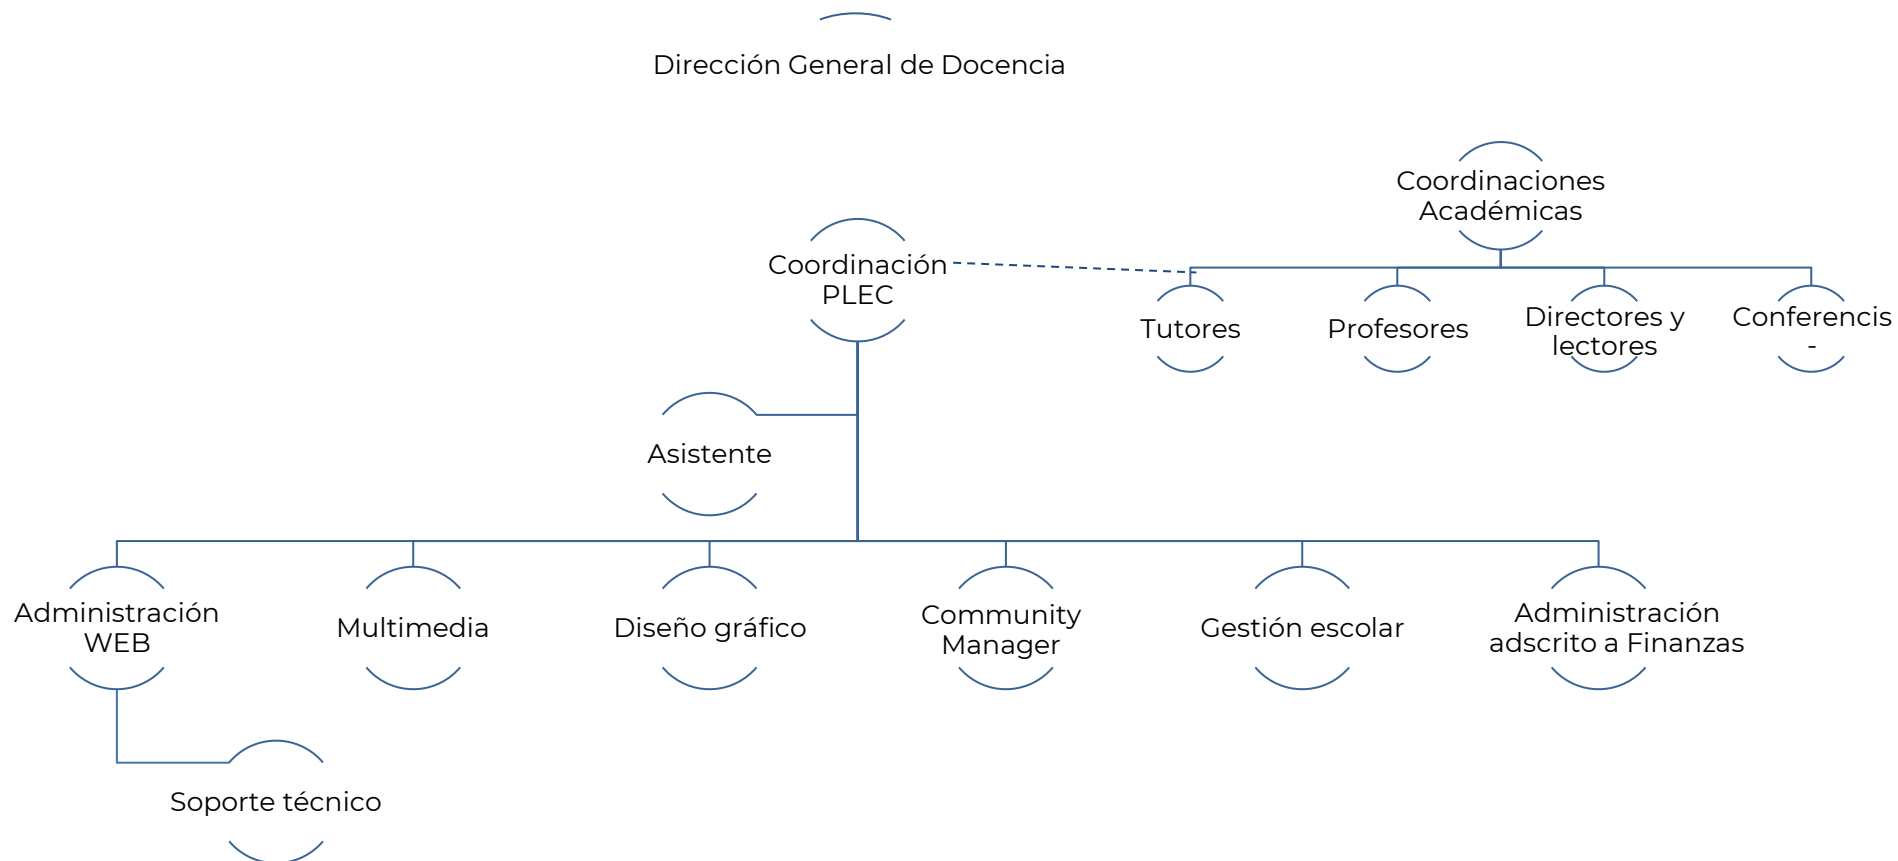 Dirección General de Docencia
Coordinaciones
Académicas
Coordinación
PLEC
Tutores
Profesores
Directores y
lectores
Conferencis
-
Asistente
Administración
WEB
Multimedia
Diseño gráfico
Community
Manager
Gestión escolar
Administración
adscrito a Finanzas
Soporte técnico